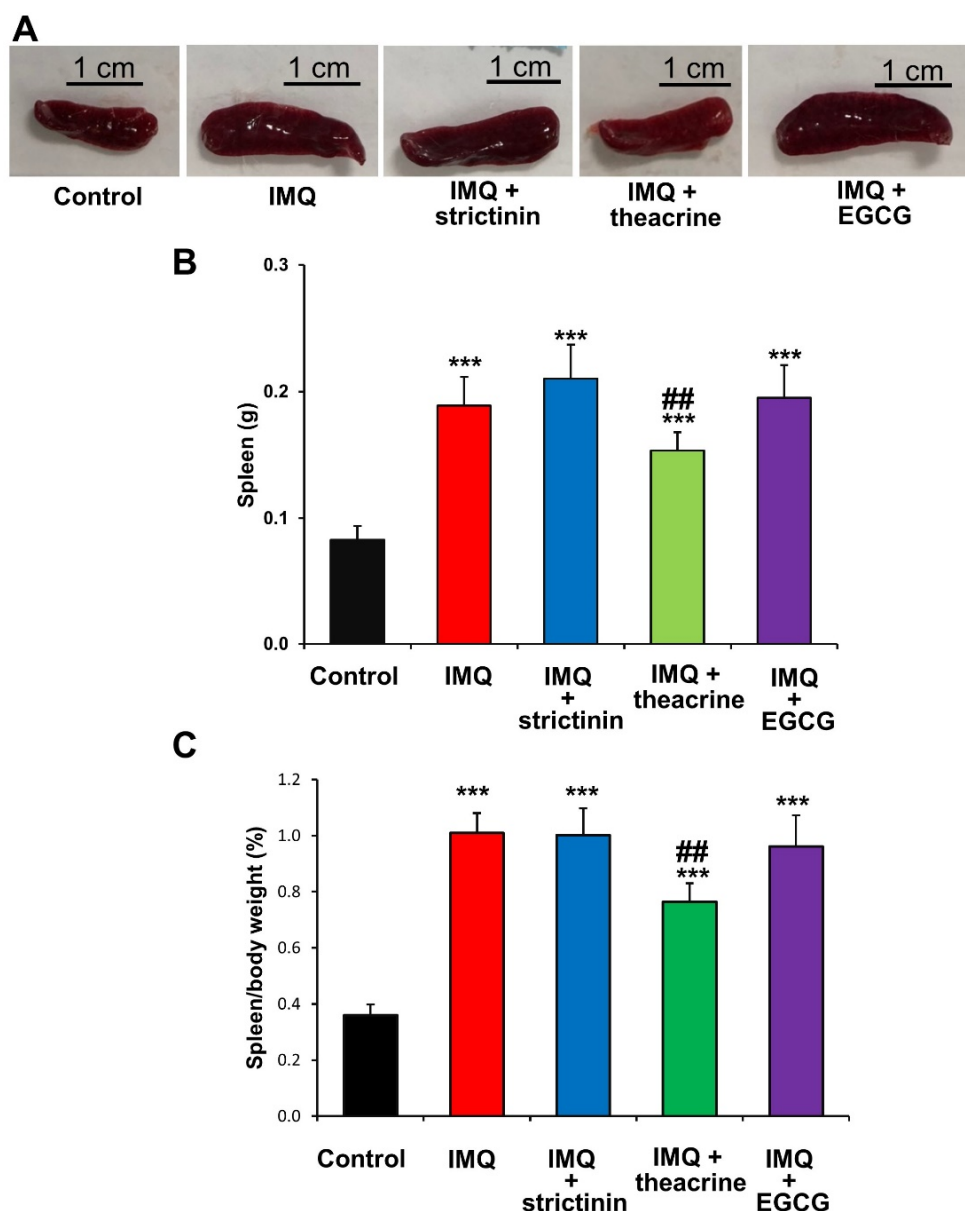 A
1 cm 1 cm 1 cm 1 cm 1 cm
Control IMQ IMQ + strictinin IMQ + theacrine IMQ + EGCG
B
Spleen (g)
0.3
0.2
0.1
0.0
***
***
##
***
***
Control
IMQ
IMQ
+
strictinin
IMQ +
theacrine
IMQ
+
EGCG
C
Spleen/body weight (%)
1.2
1.0
0.8
0.6
0.4
0.2
0.0
***
***
##
***
***
Control
IMQ
IMQ
+
strictinin
IMQ +
theacrine
IMQ
+
EGCG